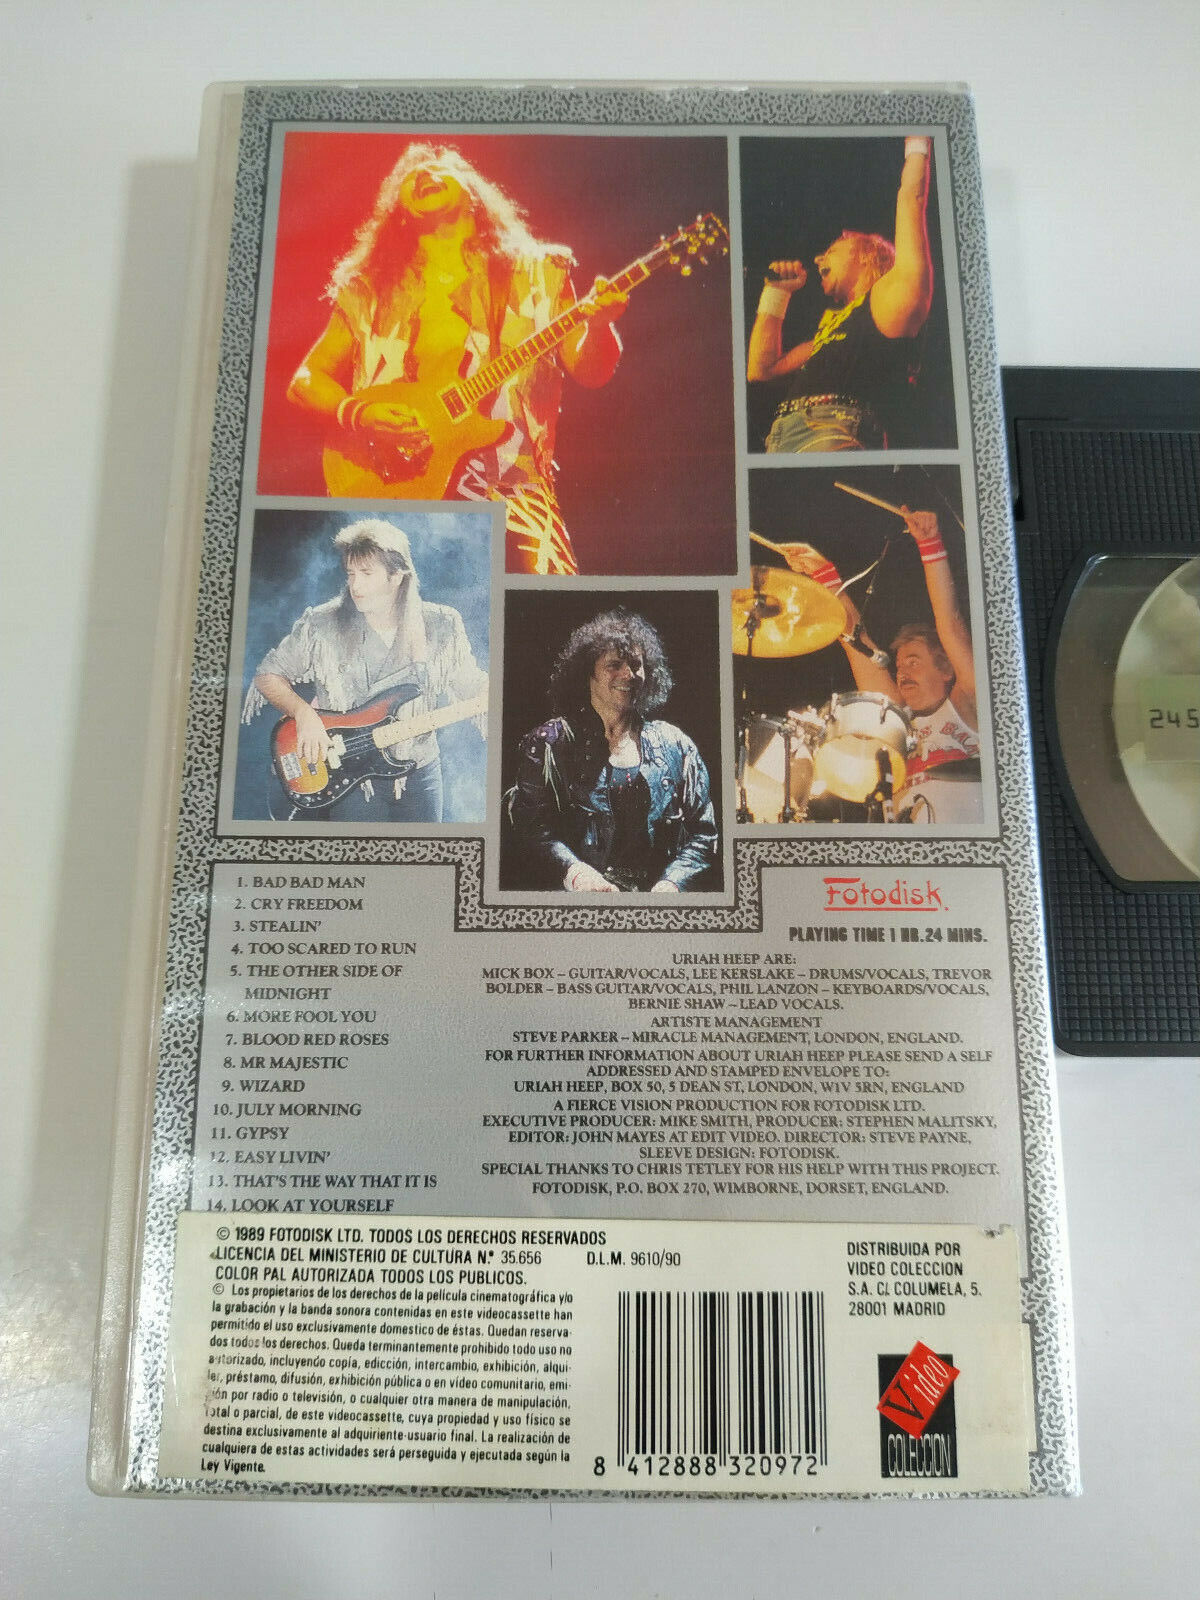 1. BAD BAD MAN
2. CRY FREEDOM
3. STEALIN'
4. TOO SCARED TO RUN
5. THE OTHER SIDE OF
MIDNIGHT
6. MORE FOOL YOU
7. BLOOD RED ROSES
8. MR MAJESTIC
9. WIZARD
10. JULY MORNING
11. GYPSY
12. EASY LIVIN'
13. THAT'S THE WAY THAT IT IS
14. LOOK AT YOURSELF
Fotodisk
PLAYING TIME 1 HR.24 MINS.
URIAH HEEP ARE:
MICK BOX – GUITAR/VOCALS, LEE KERSLAKE – DRUMS/VOCALS, TREVOR
BOLDER – BASS GUITAR/VOCALS, PHIL LANZON – KEYBOARDS/VOCALS,
BERNIE SHAW – LEAD VOCALS.
ARTISTE MANAGEMENT
STEVE PARKER – MIRACLE MANAGEMENT, LONDON, ENGLAND.
FOR FURTHER INFORMATION ABOUT URIAH HEEP PLEASE SEND A SELF
ADDRESSED AND STAMPED ENVELOPE TO:
URIAH HEEP, BOX 50, 5 DEAN ST, LONDON, W1V 5RN, ENGLAND
A FIERCE VISION PRODUCTION FOR FOTODISK LTD.
EXECUTIVE PRODUCER: MIKE SMITH, PRODUCER: STEPHEN MALITSKY,
EDITOR: JOHN MAYES AT EDIT VIDEO. DIRECTOR: STEVE PAYNE,
SLEEVE DESIGN: FOTODISK.
SPECIAL THANKS TO CHRIS TETLEY FOR HIS HELP WITH THIS PROJECT.
FOTODISK, P.O. BOX 270, WIMBORNE, DORSET, ENGLAND.
© 1989 FOTODISK LTD. TODOS LOS DERECHOS RESERVADOS
LICENCIA DEL MINISTERIO DE CULTURA N.º 35.656 D.L.M. 9610/90
COLOR PAL AUTORIZADA TODOS LOS PUBLICOS.
© Los propietarios de los derechos de la película cinematográfica y/o
la grabación y la banda sonora contenidas en este videocassette han
permitido el uso exclusivamente domestico de éstas. Quedan reserva-
dos todos los derechos. Queda terminantemente prohibido todo uso no
autorizado, incluyendo copía, edicción, intercambio, exhibición, alqui-
ler, préstamo, difusión, exhibición pública o en vídeo comunitario, emi-
sión por radio o televisión, o cualquier otra manera de manipulación,
total o parcial, de este videocassette, cuya propiedad y uso físico se
destina exclusivamente al adquiriente-usuario final. La realización de
cualquiera de estas actividades será perseguida y ejecutada según la
Ley Vigente.
8 412888 320972
DISTRIBUIDA POR
VIDEO COLECCION
S.A. C/. COLUMELA, 5.
28001 MADRID
Video
COLECCION
245